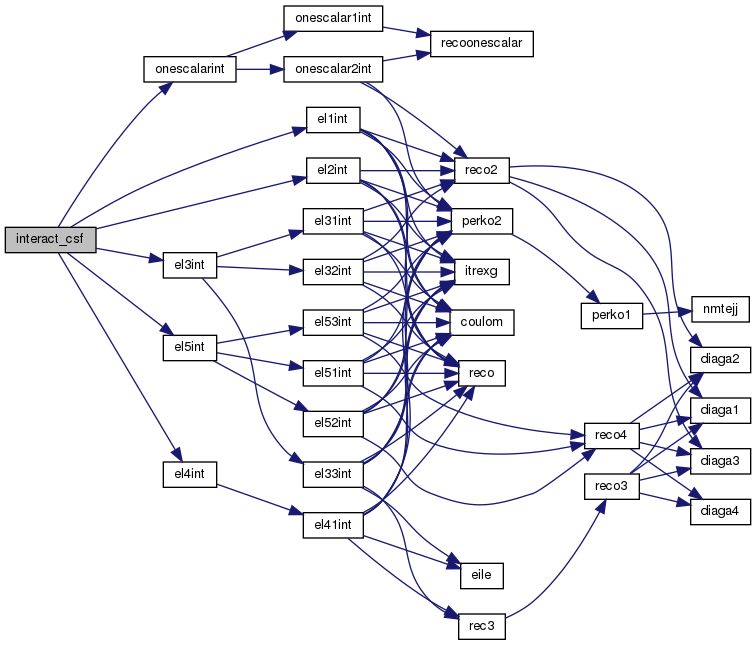 onescalar1int
recoonescalar
onescalarint
onescalar2int
el1int
el2int
reco2
el31int
perko2
interact_csf
el3int
el32int
itrexg
perko1
nmtejj
el53int
coulom
el5int
diaga2
el51int
reco
diaga1
el52int
reco4
diaga3
el4int
el33int
reco3
diaga4
el41int
eile
rec3